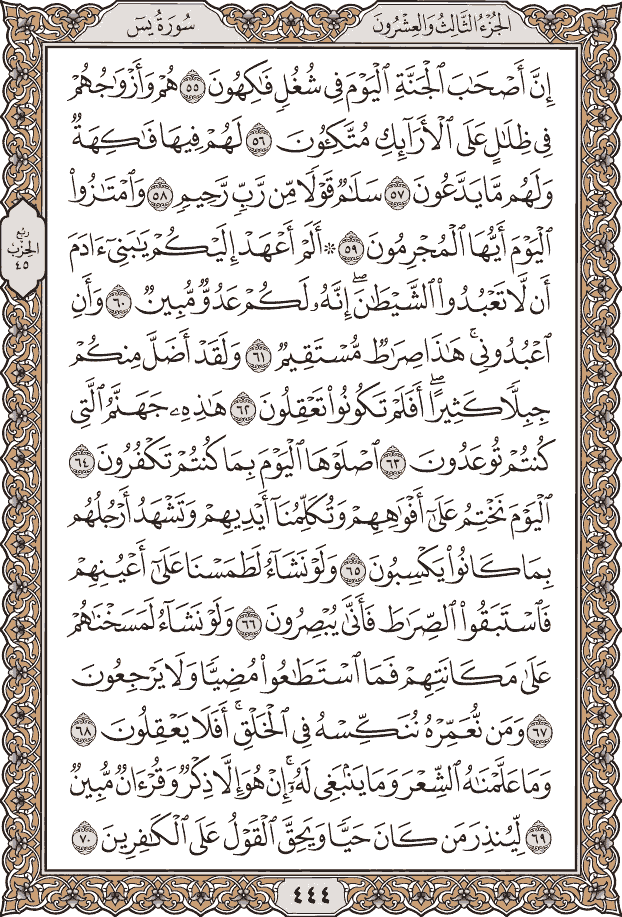 سُورَةُ يسٓ
الجُزْءُ الثَّالِثُ وَالعِشْرُونَ
إِنَّ أَصْحَٰبَ ٱلْجَنَّةِ ٱلْيَوْمَ فِى شُغُلٍ فَٰكِهُونَ ٥٥ هُمْ وَأَزْوَٰجُهُمْ
فِى ظِلَٰلٍ عَلَى ٱلْأَرَآئِكِ مُتَّكِـُٔونَ ٥٦ لَهُمْ فِيهَا فَٰكِهَةٌ
وَلَهُم مَّا يَدَّعُونَ ٥٧ سَلَٰمٌ قَوْلًا مِّن رَّبٍّ رَّحِيمٍ ٥٨ وَٱمْتَٰزُوا۟
ٱلْيَوْمَ أَيُّهَا ٱلْمُجْرِمُونَ ٥٩ ۞ أَلَمْ أَعْهَدْ إِلَيْكُمْ يَٰبَنِىٓ ءَادَمَ
أَن لَّا تَعْبُدُوا۟ ٱلشَّيْطَٰنَ ۖ إِنَّهُۥ لَكُمْ عَدُوٌّ مُّبِينٌ ٦٠ وَأَنِ
ٱعْبُدُونِى ۚ هَٰذَا صِرَٰطٌ مُّسْتَقِيمٌ ٦١ وَلَقَدْ أَضَلَّ مِنكُمْ
جِبِلًّا كَثِيرًا ۖ أَفَلَمْ تَكُونُوا۟ تَعْقِلُونَ ٦٢ هَٰذِهِۦ جَهَنَّمُ ٱلَّتِى
كُنتُمْ تُوعَدُونَ ٦٣ ٱصْلَوْهَا ٱلْيَوْمَ بِمَا كُنتُمْ تَكْفُرُونَ ٦٤
ٱلْيَوْمَ نَخْتِمُ عَلَىٰٓ أَفْوَٰهِهِمْ وَتُكَلِّمُنَآ أَيْدِيهِمْ وَتَشْهَدُ أَرْجُلُهُم
بِمَا كَانُوا۟ يَكْسِبُونَ ٦٥ وَلَوْ نَشَآءُ لَطَمَسْنَا عَلَىٰٓ أَعْيُنِهِمْ
فَٱسْتَبَقُوا۟ ٱلصِّرَٰطَ فَأَنَّىٰ يُبْصِرُونَ ٦٦ وَلَوْ نَشَآءُ لَمَسَخْنَٰهُمْ
عَلَىٰ مَكَانَتِهِمْ فَمَا ٱسْتَطَٰعُوا۟ مُضِيًّا وَلَا يَرْجِعُونَ
٦٧ وَمَن نُّعَمِّرْهُ نُنَكِّسْهُ فِى ٱلْخَلْقِ ۖ أَفَلَا يَعْقِلُونَ ٦٨
وَمَا عَلَّمْنَٰهُ ٱلشِّعْرَ وَمَا يَنۢبَغِى لَهُۥٓ ۚ إِنْ هُوَ إِلَّا ذِكْرٌ وَقُرْءَانٌ مُّبِينٌ
٦٩ لِّيُنذِرَ مَن كَانَ حَيًّا وَيَحِقَّ ٱلْقَوْلُ عَلَى ٱلْكَٰفِرِينَ ٧٠
ربع
الحزب
٤٥
٤٤٤